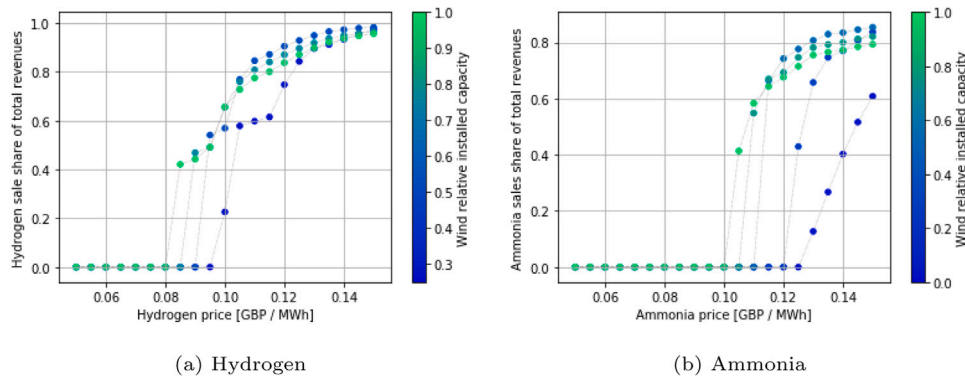 1.0
0.8
0.6
0.4
0.2
0.0
Hydrogen sale share of total revenues
0.06 0.08 0.10 0.12 0.14
Hydrogen price [GBP / MWh]
1.0
0.9
0.8
0.7
0.6
0.5
0.4
0.3
Wind relative installed capacity
(a) Hydrogen
0.8
0.6
0.4
0.2
0.0
Ammonia sales share of total revenues
0.06 0.08 0.10 0.12 0.14
Ammonia price [GBP / MWh]
1.0
0.8
0.6
0.4
0.2
0.0
Wind relative installed capacity
(b) Ammonia